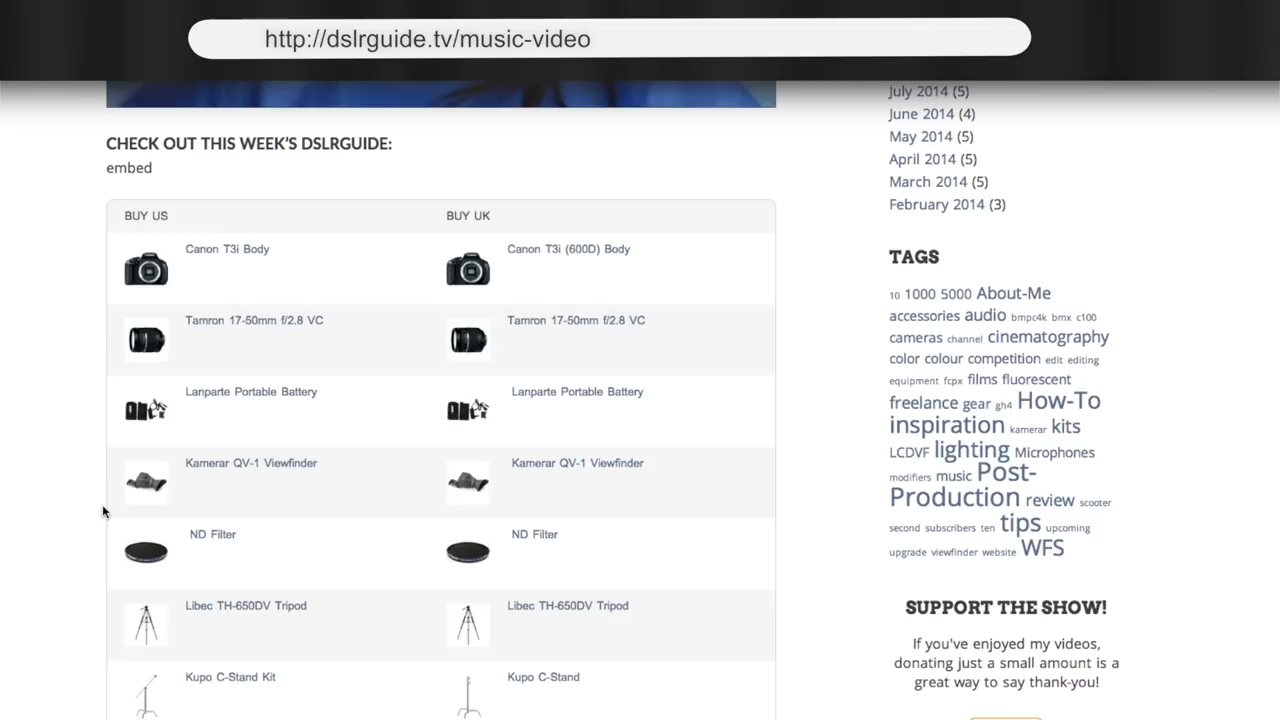 http://dslrguide.tv/music-video
CHECK OUT THIS WEEK'S DSLRGUIDE:
embed
BUY US BUY UK
Canon T3i Body Canon T3i (600D) Body
Tamron 17-50mm f/2.8 VC Tamron 17-50mm f/2.8 VC
Lanparte Portable Battery Lanparte Portable Battery
Kamerar QV-1 Viewfinder Kamerar QV-1 Viewfinder
ND Filter ND Filter
Libec TH-650DV Tripod Libec TH-650DV Tripod
Kupo C-Stand Kit Kupo C-Stand
July 2014 (5)
June 2014 (4)
May 2014 (5)
April 2014 (5)
March 2014 (5)
February 2014 (3)
TAGS
10 1000 5000 About-Me
accessories audio bmpc4k bmx c100
cameras channel cinematography
color colour competition edit editing
equipment fcpx films fluorescent
freelance gear gh4 How-To
inspiration kamerar kits
LCDVF lighting Microphones
modifiers music Post-
Production review scooter
second subscribers ten tips upcoming
upgrade viewfinder website WFS
SUPPORT THE SHOW!
If you've enjoyed my videos,
donating just a small amount is a
great way to say thank-you!